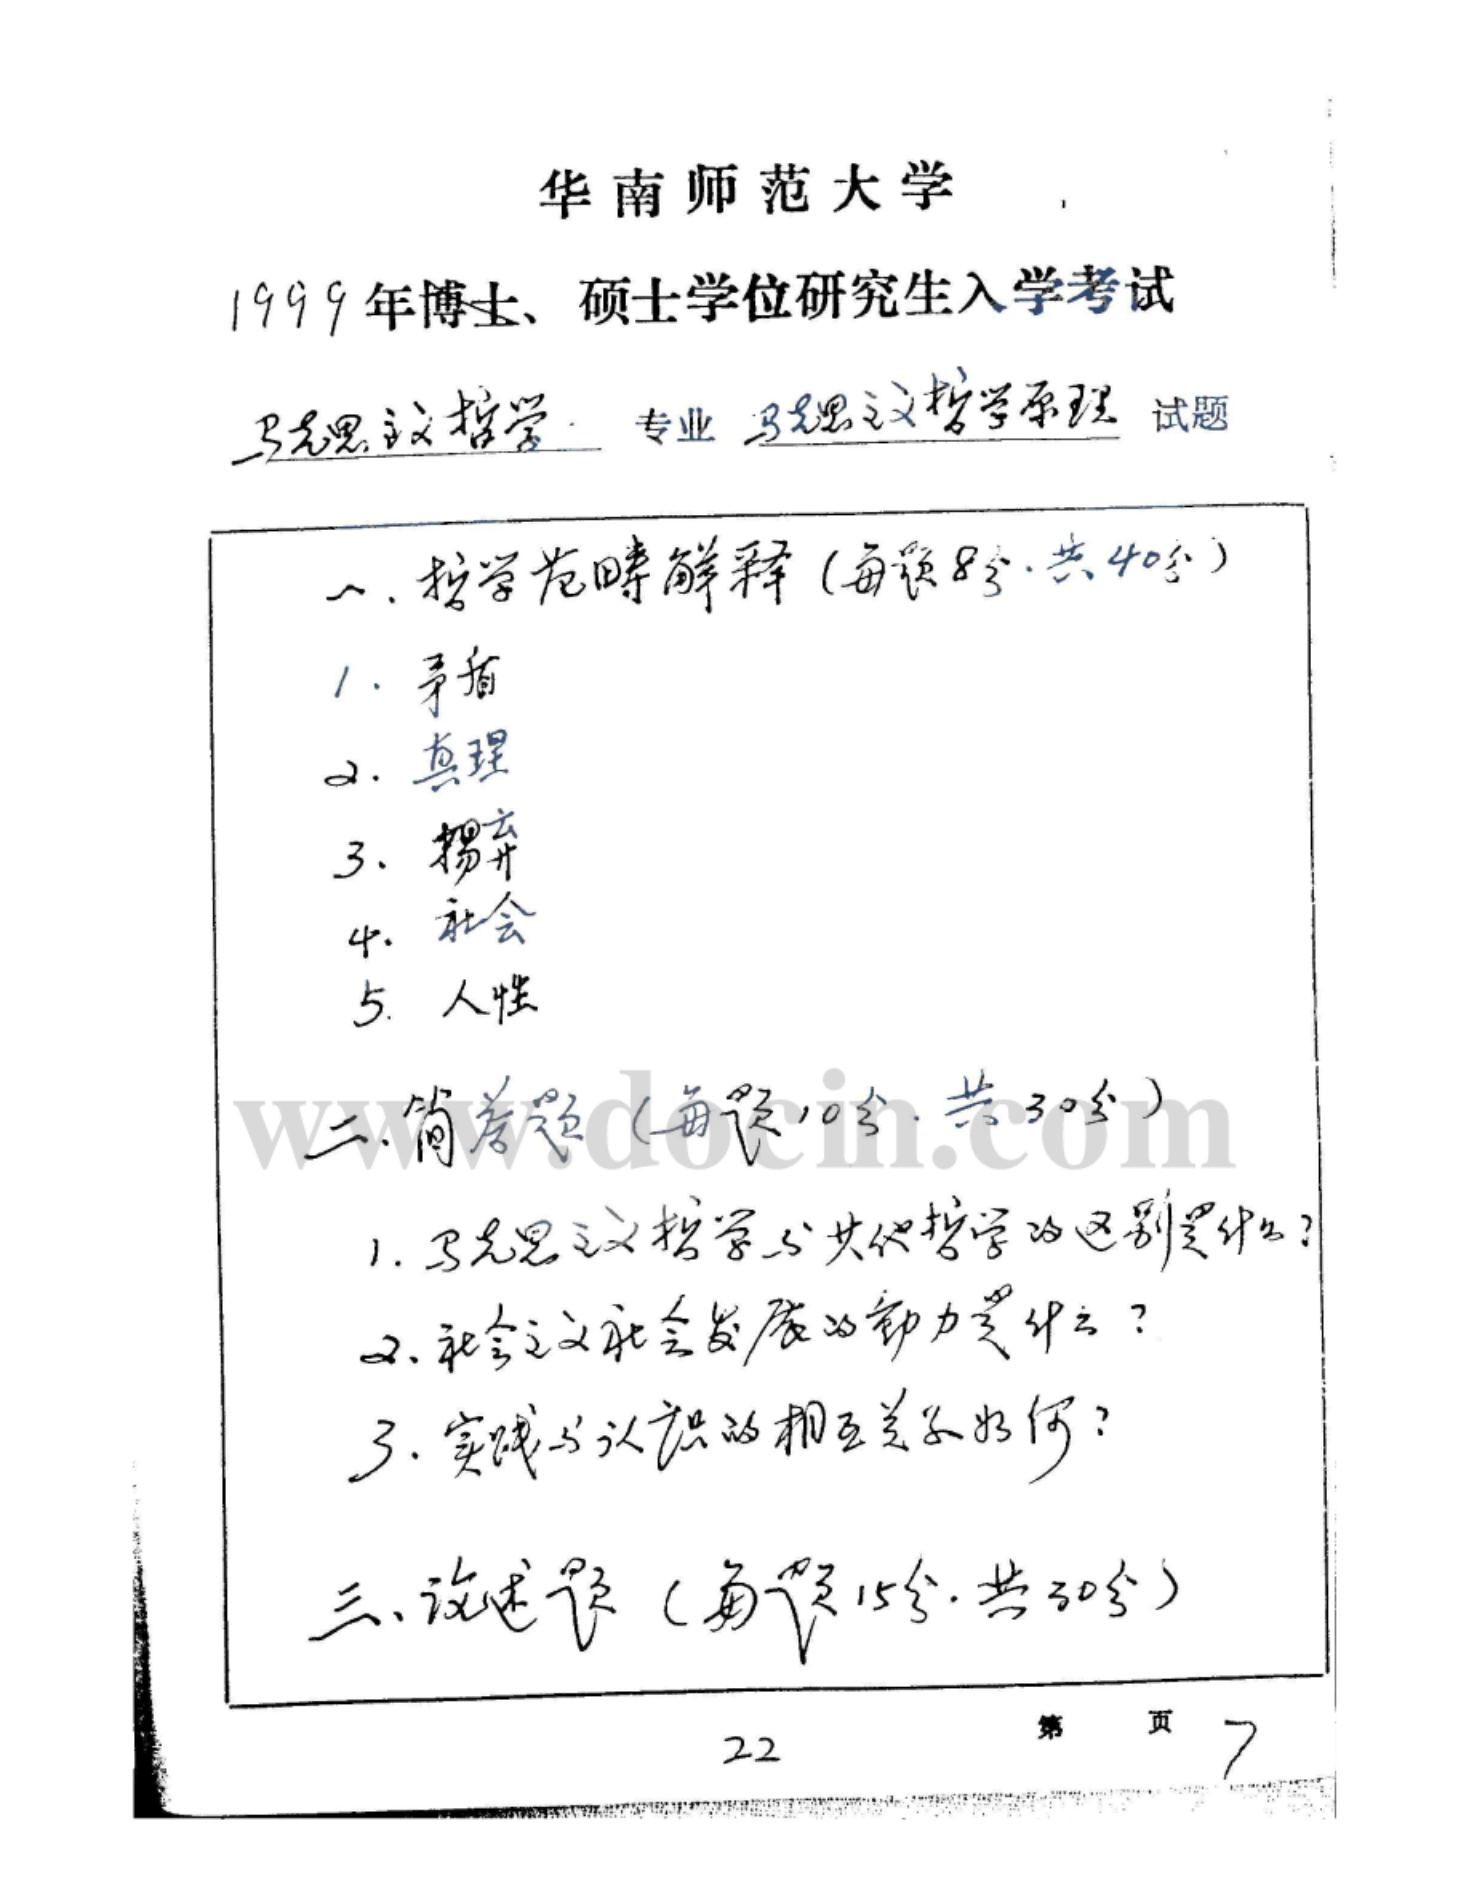 华南师范大学
1999年博士、硕士学位研究生入学考试
马克思主义哲学 专业 马克思主义哲学原理 试题
一、哲学范畴解释(每题8分.共40分)
1. 矛盾
2. 真理
3. 扬弃
4. 社会
5. 人性
www.docin.com
二、简答题(每题10分.共30分)
1. 马克思主义哲学与其他哲学的区别是什么?
2、社会主义社会发展的动力是什么?
3. 实践与认识的相互关系如何?
三、论述题(每题15分.共30分)
第 页 7
22